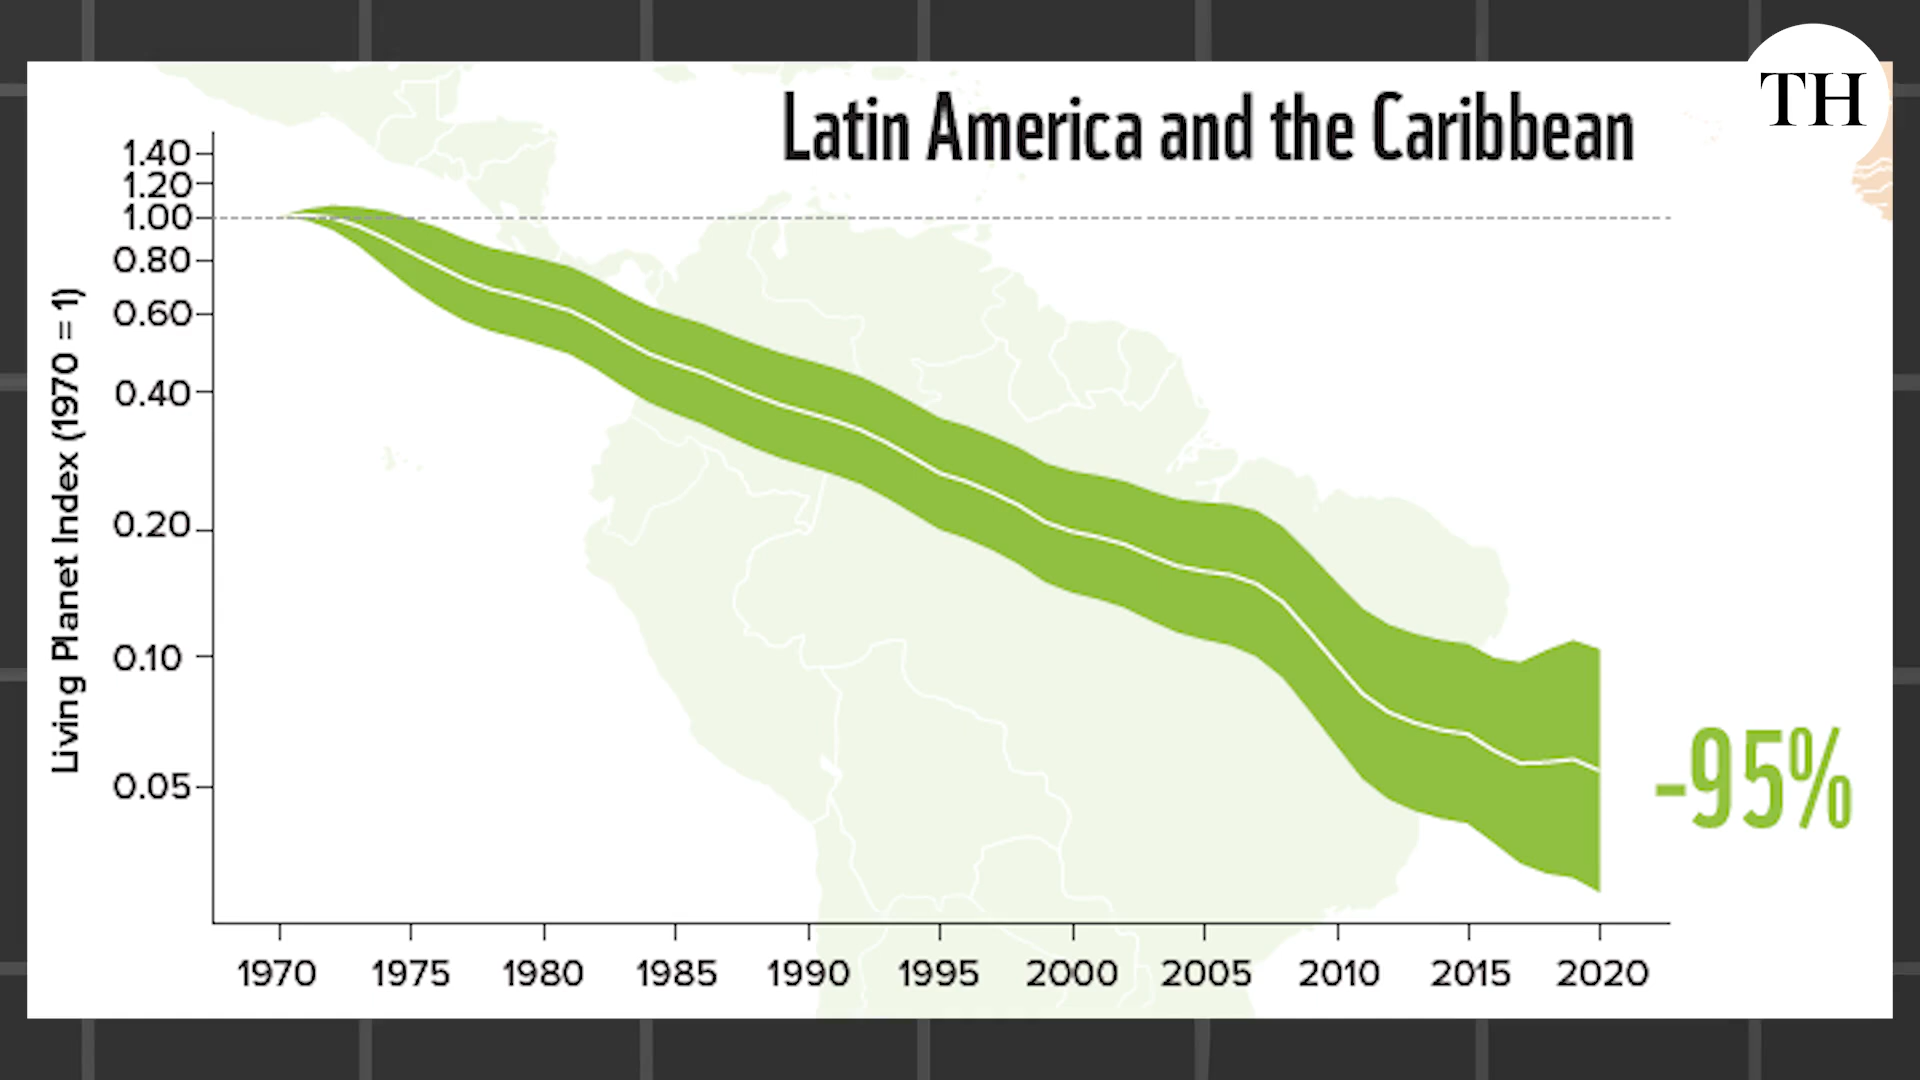 TH
Latin America and the Caribbean
Living Planet Index (1970 = 1)
1.40
1.20
1.00
0.80
0.60
0.40
0.20
0.10
0.05
-95%
1970 1975 1980 1985 1990 1995 2000 2005 2010 2015 2020